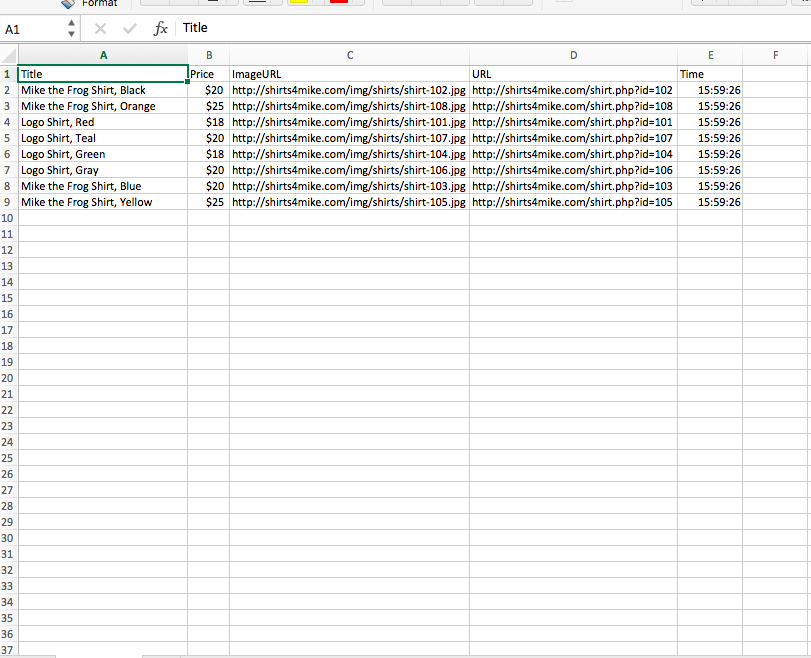 Format
A1 fx Title
A B C D E F
1 Title Price ImageURL URL Time
2 Mike the Frog Shirt, Black $20 http://shirts4mike.com/img/shirts/shirt-102.jpg http://shirts4mike.com/shirt.php?id=102 15:59:26
3 Mike the Frog Shirt, Orange $25 http://shirts4mike.com/img/shirts/shirt-108.jpg http://shirts4mike.com/shirt.php?id=108 15:59:26
4 Logo Shirt, Red $18 http://shirts4mike.com/img/shirts/shirt-101.jpg http://shirts4mike.com/shirt.php?id=101 15:59:26
5 Logo Shirt, Teal $20 http://shirts4mike.com/img/shirts/shirt-107.jpg http://shirts4mike.com/shirt.php?id=107 15:59:26
6 Logo Shirt, Green $18 http://shirts4mike.com/img/shirts/shirt-104.jpg http://shirts4mike.com/shirt.php?id=104 15:59:26
7 Logo Shirt, Gray $20 http://shirts4mike.com/img/shirts/shirt-106.jpg http://shirts4mike.com/shirt.php?id=106 15:59:26
8 Mike the Frog Shirt, Blue $20 http://shirts4mike.com/img/shirts/shirt-103.jpg http://shirts4mike.com/shirt.php?id=103 15:59:26
9 Mike the Frog Shirt, Yellow $25 http://shirts4mike.com/img/shirts/shirt-105.jpg http://shirts4mike.com/shirt.php?id=105 15:59:26
10
11
12
13
14
15
16
17
18
19
20
21
22
23
24
25
26
27
28
29
30
31
32
33
34
35
36
37